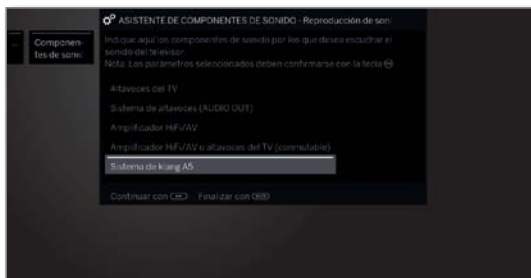 ASISTENTE DE COMPONENTES DE SONIDO - Reproducción de son
Componen-
tes de soni
Indique aquí los componentes de sonido por los que desea escuchar el
sonido del televisor.
Nota: Los parámetros seleccionados deben confirmarse con la tecla
Altavoces del TV
Sistema de altavoces (AUDIO OUT)
Amplificador HiFi/AV
Amplificador HiFi/AV o altavoces del TV (conmutable)
Sistema de klang A5
Continuar con Finalizar con